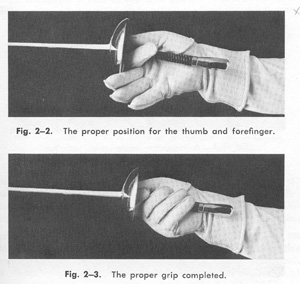 Fig. 2–2. The proper position for the thumb and forefinger.
Fig. 2–3. The proper grip completed.